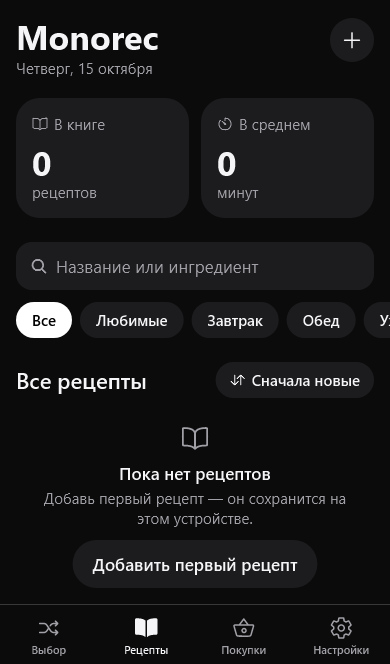 Monorec
Четверг, 15 октября
В книге
0
рецептов
В среднем
0
минут
Название или ингредиент
Все
Любимые
Завтрак
Обед
Все рецепты
Сначала новые
Пока нет рецептов
Добавь первый рецепт — он сохранится на
этом устройстве.
Добавить первый рецепт
Выбор
Рецепты
Покупки
Настройки